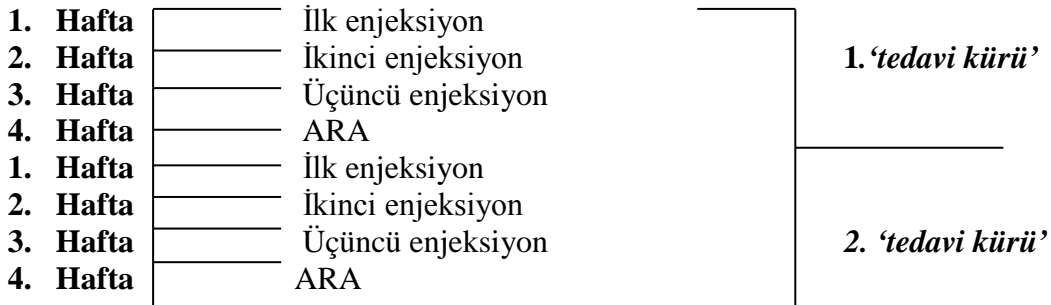 1. Hafta İlk enjeksiyon
2. Hafta İkinci enjeksiyon 1. ‘tedavi kürü’
3. Hafta Üçüncü enjeksiyon
4. Hafta ARA
1. Hafta İlk enjeksiyon
2. Hafta İkinci enjeksiyon
3. Hafta Üçüncü enjeksiyon 2. ‘tedavi kürü’
4. Hafta ARA